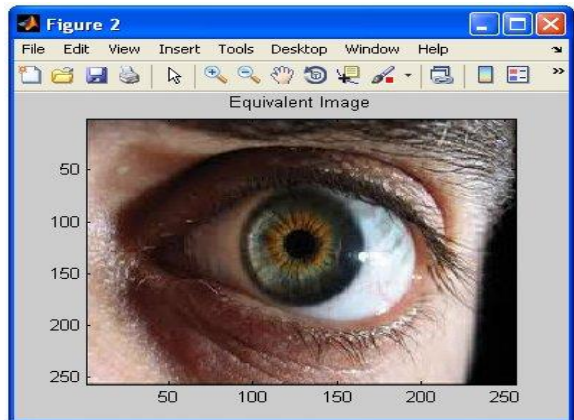 Figure 2
File Edit View Insert Tools Desktop Window Help
Equivalent Image
50
100
150
200
250
50 100 150 200 250